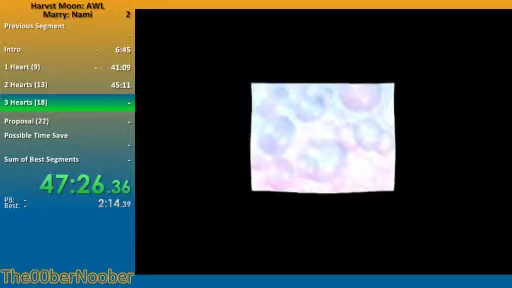 Harvst Moon: AWL
Marry: Nami 2
Previous Segment
-
Intro - 6:45
1 Heart (9) - 41:09
2 Hearts (13) 45:11
3 Hearts (18) -
Proposal (22) -
Possible Time Save
-
Sum of Best Segments -
47:26.36
PB: -
Best: - 2:14.39
The00berNoober